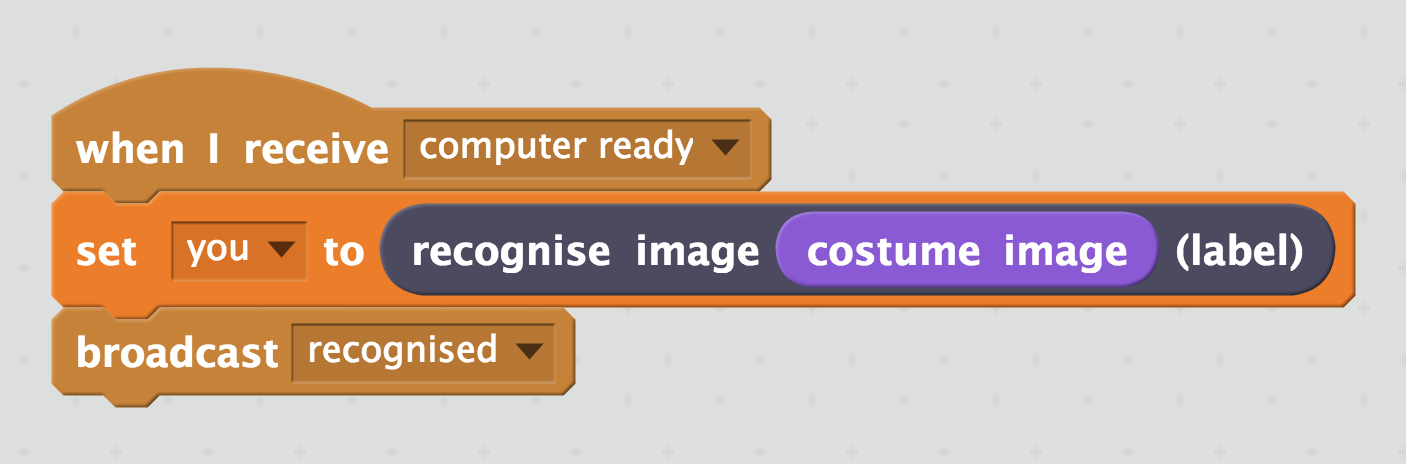 when I receive computer ready
set you to recognise image costume image (label)
broadcast recognised